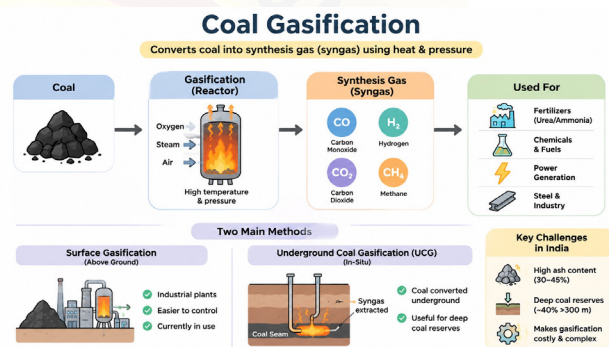 Coal Gasification
Converts coal into synthesis gas (syngas) using heat & pressure
Coal
Gasification
(Reactor)
Oxygen
Steam
Air
High temperature
& pressure
Synthesis Gas
(Syngas)
CO
Carbon
Monoxide
H₂
Hydrogen
CO₂
Carbon
Dioxide
CH₄
Methane
Used For
Fertilizers
(Urea/Ammonia)
Chemicals
& Fuels
Power
Generation
Steel &
Industry
Two Main Methods
Surface Gasification
(Above Ground)
Industrial plants
Easier to control
Currently in use
Underground Coal Gasification (UCG)
(In-Situ)
Syngas
extracted
Coal Seam
Coal converted
underground
Useful for deep
coal reserves
Key Challenges
in India
High ash content
(30–45%)
Deep coal reserves
(~40% >300 m)
Makes gasification
costly & complex